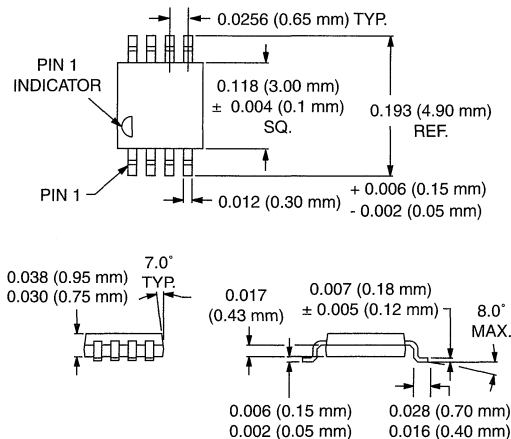 0.0256 (0.65 mm) TYP.
PIN 1
INDICATOR
0.118 (3.00 mm)
± 0.004 (0.1 mm)
SQ.
0.193 (4.90 mm)
REF.
PIN 1
0.012 (0.30 mm)
+ 0.006 (0.15 mm)
- 0.002 (0.05 mm)
0.038 (0.95 mm)
0.030 (0.75 mm)
7.0°
TYP.
0.017
(0.43 mm)
0.007 (0.18 mm)
± 0.005 (0.12 mm)
8.0°
MAX.
0.006 (0.15 mm)
0.002 (0.05 mm)
0.028 (0.70 mm)
0.016 (0.40 mm)